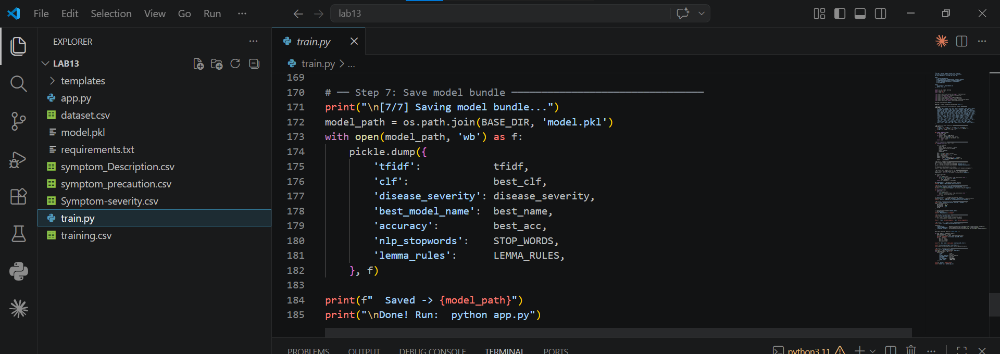 File Edit Selection View Go Run ...
lab13
EXPLORER
LAB13
templates
app.py
dataset.csv
model.pkl
requirements.txt
symptom_Description.csv
symptom_precaution.csv
Symptom-severity.csv
train.py
training.csv
train.py
train.py > ...
169
170 # —— Step 7: Save model bundle ————————————————————————————————
171 print("\n[7/7] Saving model bundle...")
172 model_path = os.path.join(BASE_DIR, 'model.pkl')
173 with open(model_path, 'wb') as f:
174     pickle.dump({
175         'tfidf':            tfidf,
176         'clf':              best_clf,
177         'disease_severity': disease_severity,
178         'best_model_name':  best_name,
179         'accuracy':         best_acc,
180         'nlp_stopwords':    STOP_WORDS,
181         'lemma_rules':      LEMMA_RULES,
182     }, f)
183
184 print(f"  Saved -> {model_path}")
185 print("\nDone! Run:  python app.py")
PROBLEMS OUTPUT DEBUG CONSOLE TERMINAL PORTS
python3.11